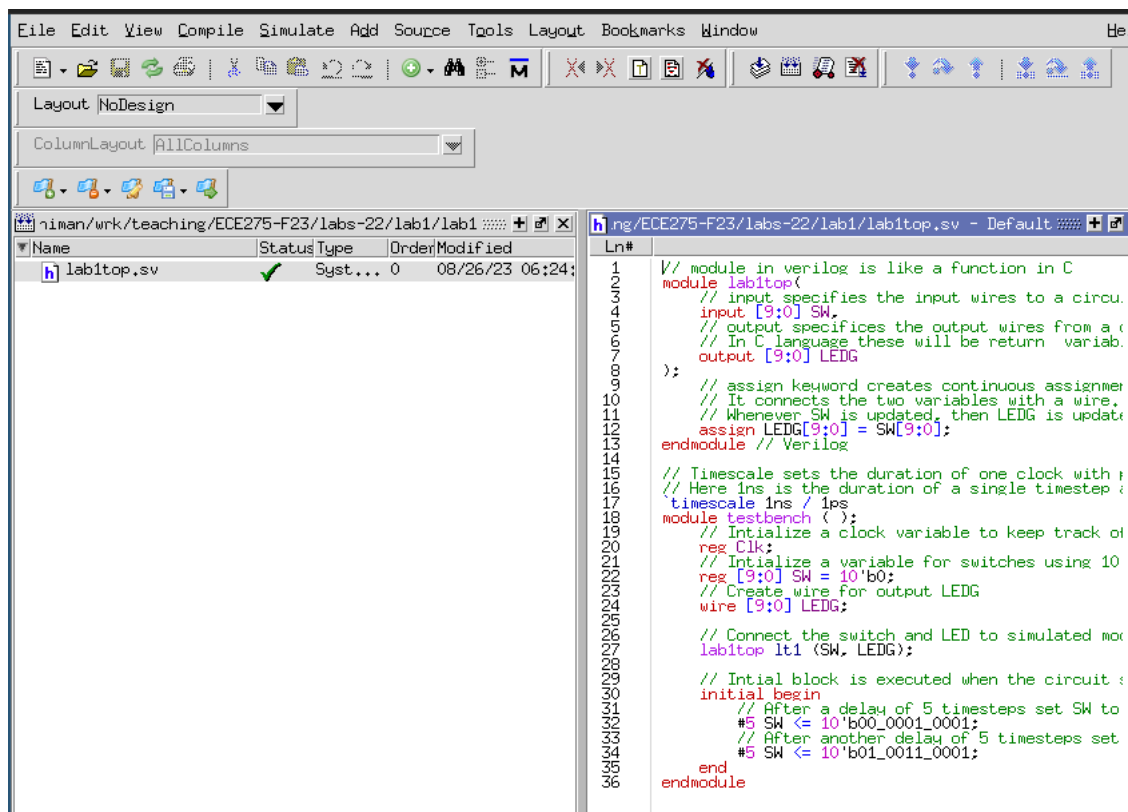 File Edit View Compile Simulate Add Source Tools Layout Bookmarks Window
Layout NoDesign
ColumnLayout AllColumns
niman/wrk/teaching/ECE275-F23/labs-22/lab1/lab1
Name Status Type Order Modified
lab1top.sv Syst... 0 08/26/23 06:24:
ng/ECE275-F23/labs-22/lab1/lab1top.sv - Default
Ln#
1 // module in verilog is like a function in C
2 module lab1top(
3 // input specifies the input wires to a circu
4 input [9:0] SW,
5 // output specifices the output wires from a
6 // In C language these will be return variab
7 output [9:0] LEDG
8 );
9 // assign keyword creates continuous assignmen
10 // It connects the two variables with a wire.
11 // Whenever SW is updated, then LEDG is update
12 assign LEDG[9:0] = SW[9:0];
13 endmodule // Verilog
14
15 // Timescale sets the duration of one clock with
16 // Here 1ns is the duration of a single timestep
17 `timescale 1ns / 1ps
18 module testbench ( );
19 // Intialize a clock variable to keep track of
20 reg Clk;
21 // Intialize a variable for switches using 10
22 reg [9:0] SW = 10'b0;
23 // Create wire for output LEDG
24 wire [9:0] LEDG;
25
26 // Connect the switch and LED to simulated mod
27 lab1top lt1 (SW, LEDG);
28
29 // Intial block is executed when the circuit
30 initial begin
31 // After a delay of 5 timesteps set SW to
32 #5 SW <= 10'b00_0001_0001;
33 // After another delay of 5 timesteps set
34 #5 SW <= 10'b01_0011_0001;
35 end
36 endmodule